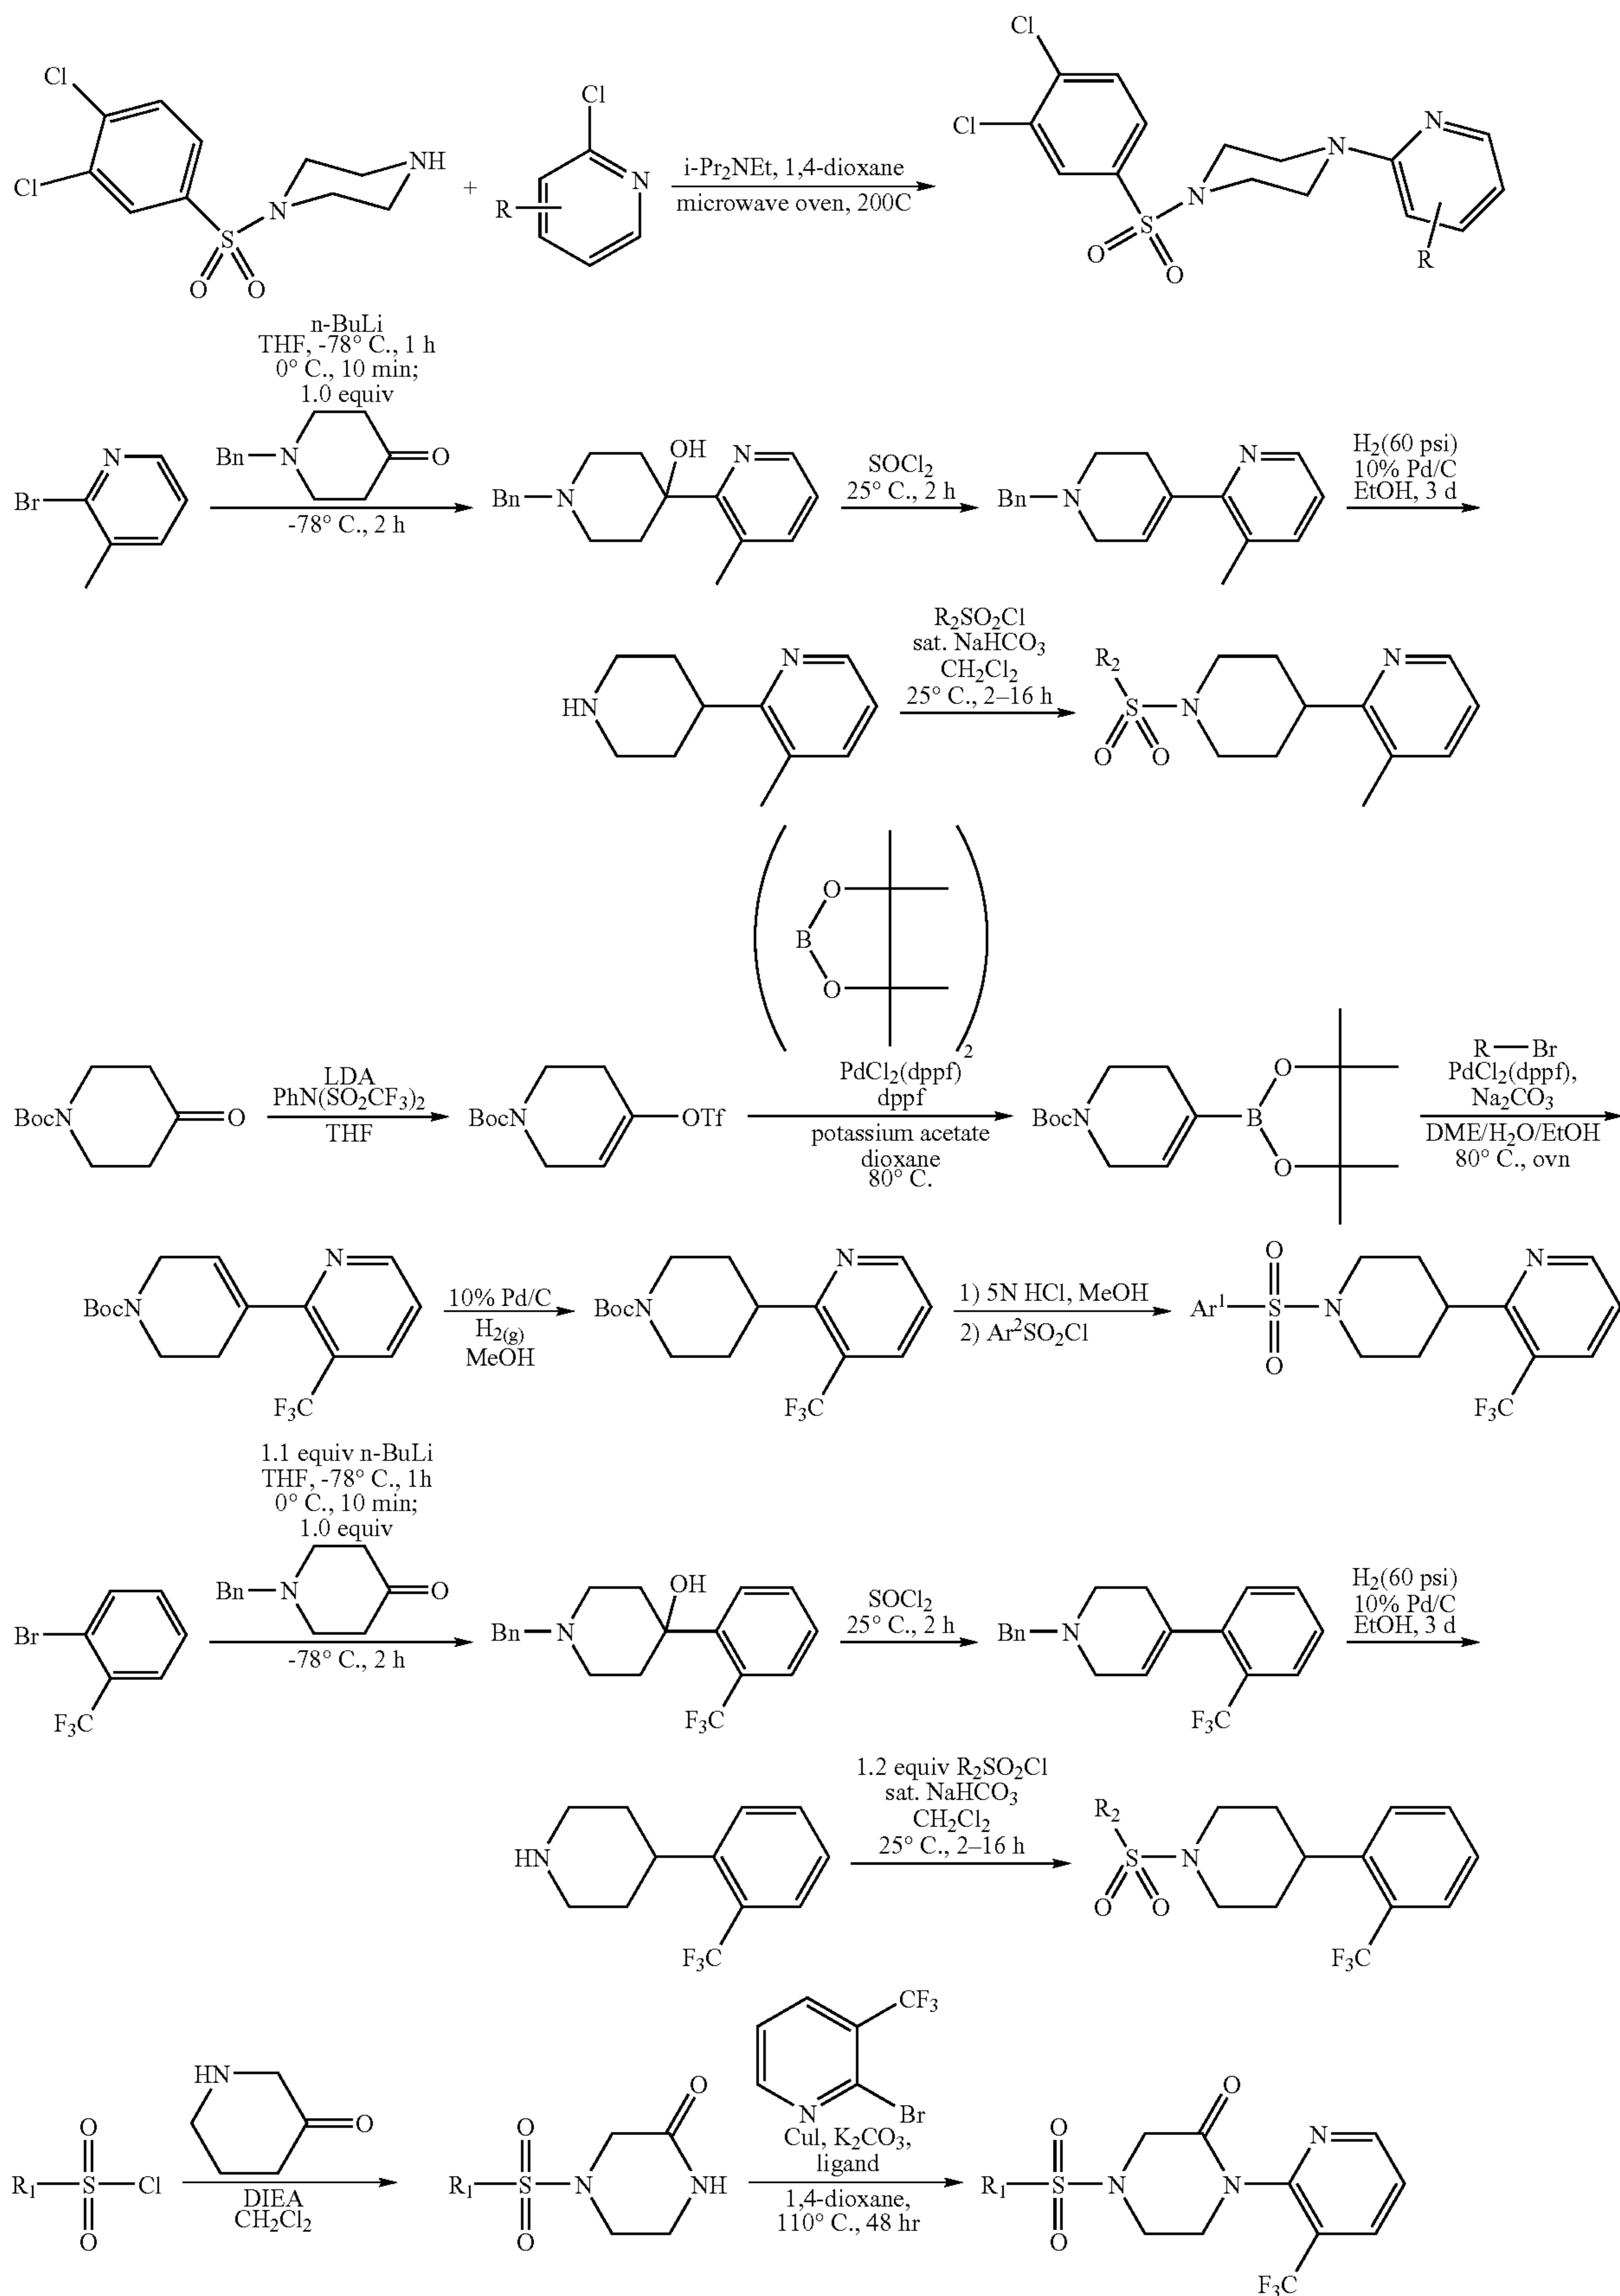 Cl
Cl
NH
N
S
O O
+
Cl
N
R
i-Pr₂NEt, 1,4-dioxane
microwave oven, 200C
Cl
Cl
N
N
N
S
O
O
R
n-BuLi
THF, -78° C., 1 h
0° C., 10 min;
1.0 equiv
Bn N O
-78° C., 2 h
Br N
Bn N OH N
SOCl₂
25° C., 2 h
Bn N N
H₂(60 psi)
10% Pd/C
EtOH, 3 d
HN N
R₂SO₂Cl
sat. NaHCO₃
CH₂Cl₂
25° C., 2–16 h
R₂
S N N
O O
O
B
O
2
BocN O
LDA
PhN(SO₂CF₃)₂
THF
BocN OTf
PdCl₂(dppf)
dppf
potassium acetate
dioxane
80° C.
BocN B O
O
R Br
PdCl₂(dppf),
Na₂CO₃
DME/H₂O/EtOH
80° C., ovn
BocN N
F₃C
10% Pd/C
H₂(g)
MeOH
BocN N
F₃C
1) 5N HCl, MeOH
2) Ar²SO₂Cl
O
Ar¹ S N N
O
F₃C
1.1 equiv n-BuLi
THF, -78° C., 1h
0° C., 10 min;
1.0 equiv
Bn N O
-78° C., 2 h
Br
F₃C
Bn N OH
F₃C
SOCl₂
25° C., 2 h
Bn N
F₃C
H₂(60 psi)
10% Pd/C
EtOH, 3 d
HN
F₃C
1.2 equiv R₂SO₂Cl
sat. NaHCO₃
CH₂Cl₂
25° C., 2–16 h
R₂
S N
O O
F₃C
O
R₁ S Cl
O
HN
O
DIEA
CH₂Cl₂
O O
R₁ S N NH
O
CF₃
N Br
CuI, K₂CO₃,
ligand
1,4-dioxane,
110° C., 48 hr
O O
R₁ S N N N
O
F₃C